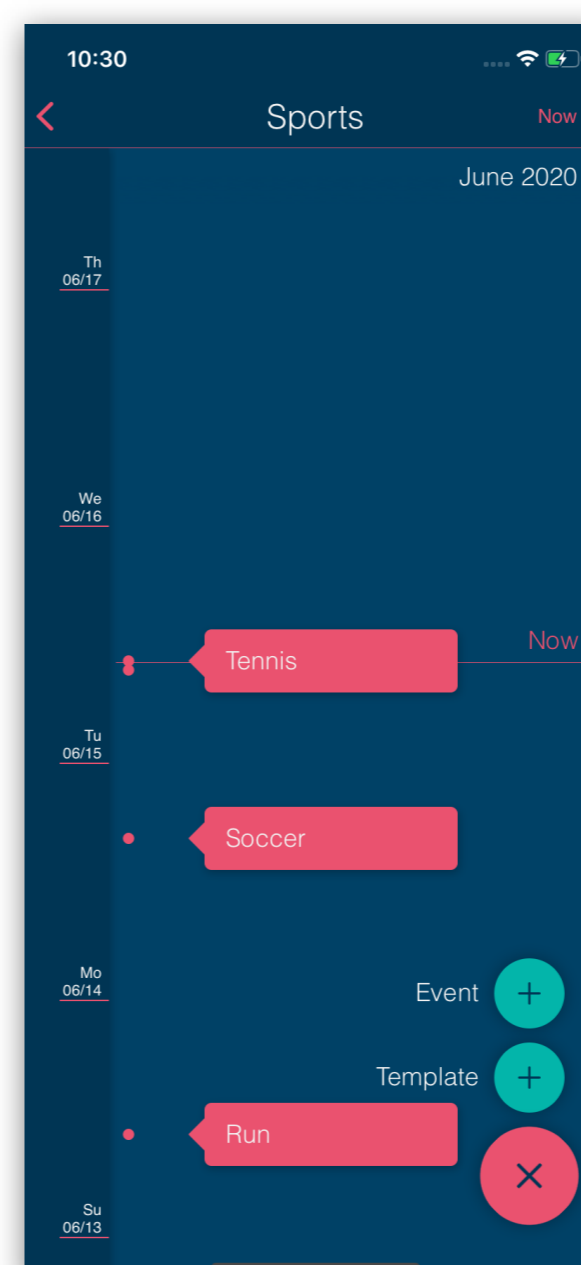 10:30
Sports
Now
June 2020
Th
06/17
We
06/16
Now
Tennis
Tu
06/15
Soccer
Mo
06/14
Event
Template
Run
Su
06/13